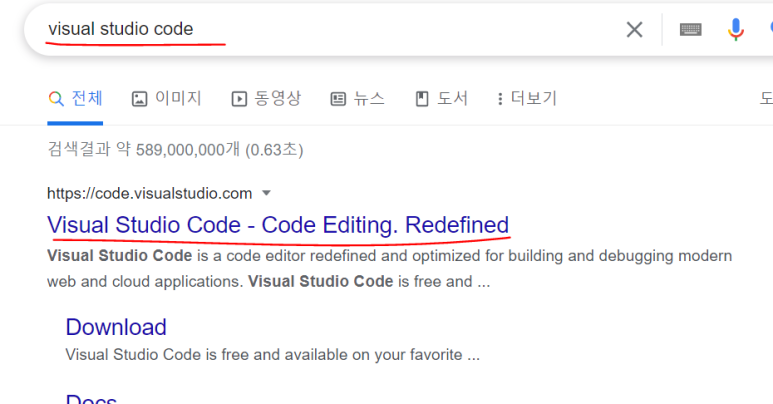 visual studio code
전체 이미지 동영상 뉴스 도서 더보기 도
검색결과 약 589,000,000개 (0.63초)
https://code.visualstudio.com
Visual Studio Code - Code Editing. Redefined
Visual Studio Code is a code editor redefined and optimized for building and debugging modern
web and cloud applications. Visual Studio Code is free and ...
Download
Visual Studio Code is free and available on your favorite ...
Docs